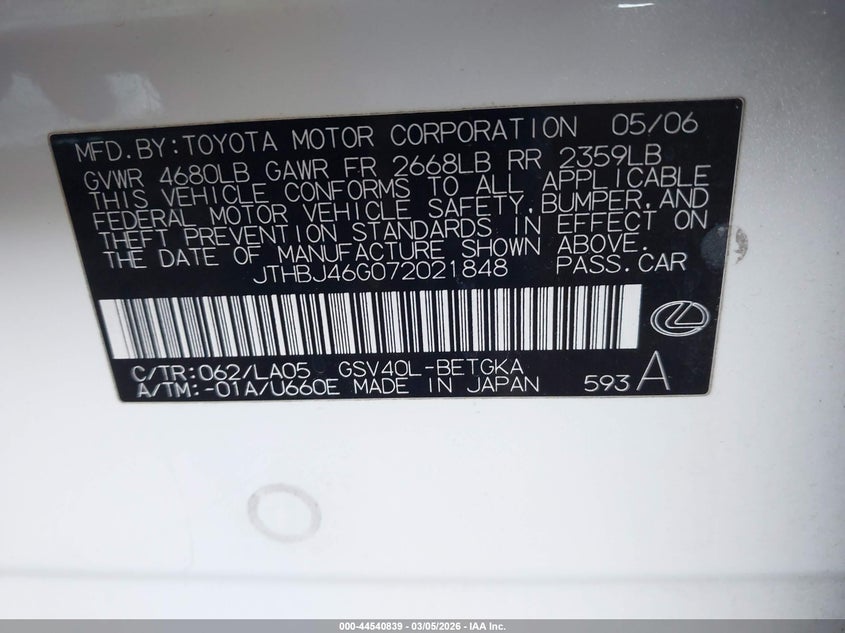 MFD.BY:TOYOTA MOTOR CORPORATION 05/06
GVWR 4680LB GAWR FR 2668LB RR 2359LB
THIS VEHICLE CONFORMS TO ALL APPLICABLE
FEDERAL MOTOR VEHICLE SAFETY,BUMPER,AND
THEFT PREVENTION STANDARDS IN EFFECT ON
THE DATE OF MANUFACTURE SHOWN ABOVE.
JTHBJ46G072021848 PASS.CAR
C/TR:062/LA05 GSV40L-BETGKA
A/TM:-01A/U660E MADE IN JAPAN 593 A
000-44540839 | 03/05/2026 - IAA Inc.